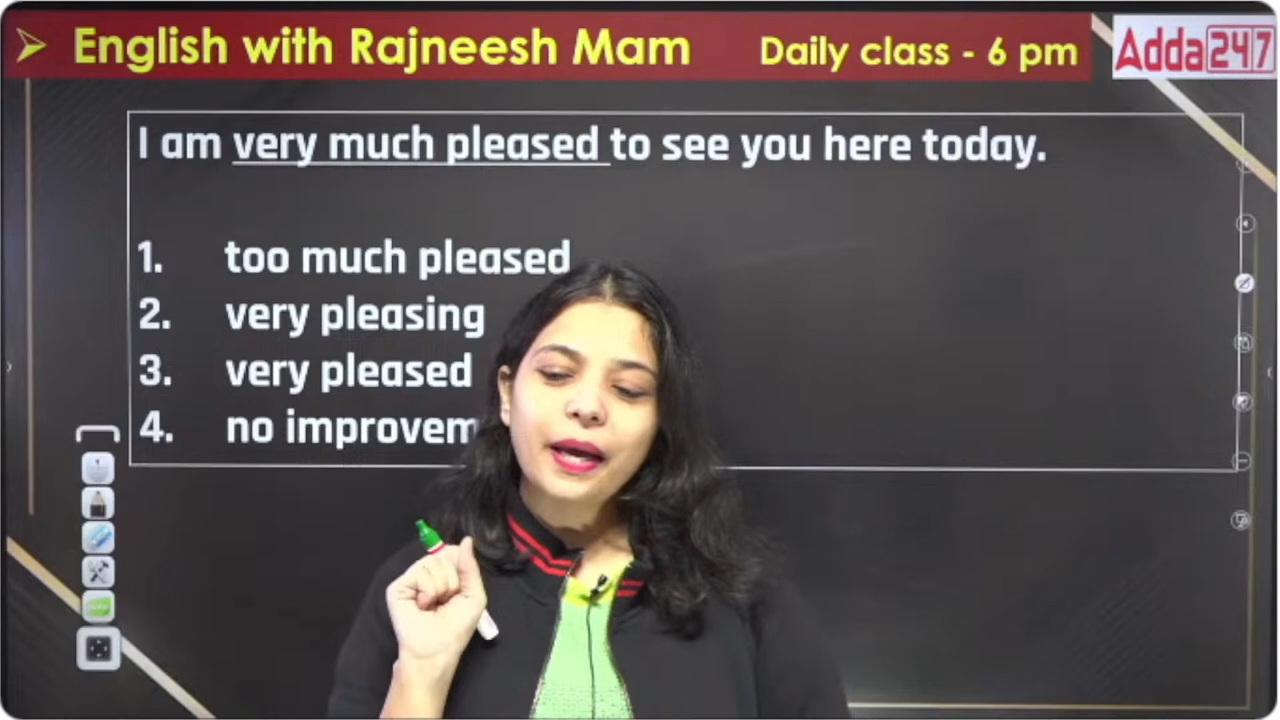 English with Rajneesh Mam
Daily class - 6 pm
Adda247
I am very much pleased to see you here today.
1. too much pleased
2. very pleasing
3. very pleased
4. no improvem